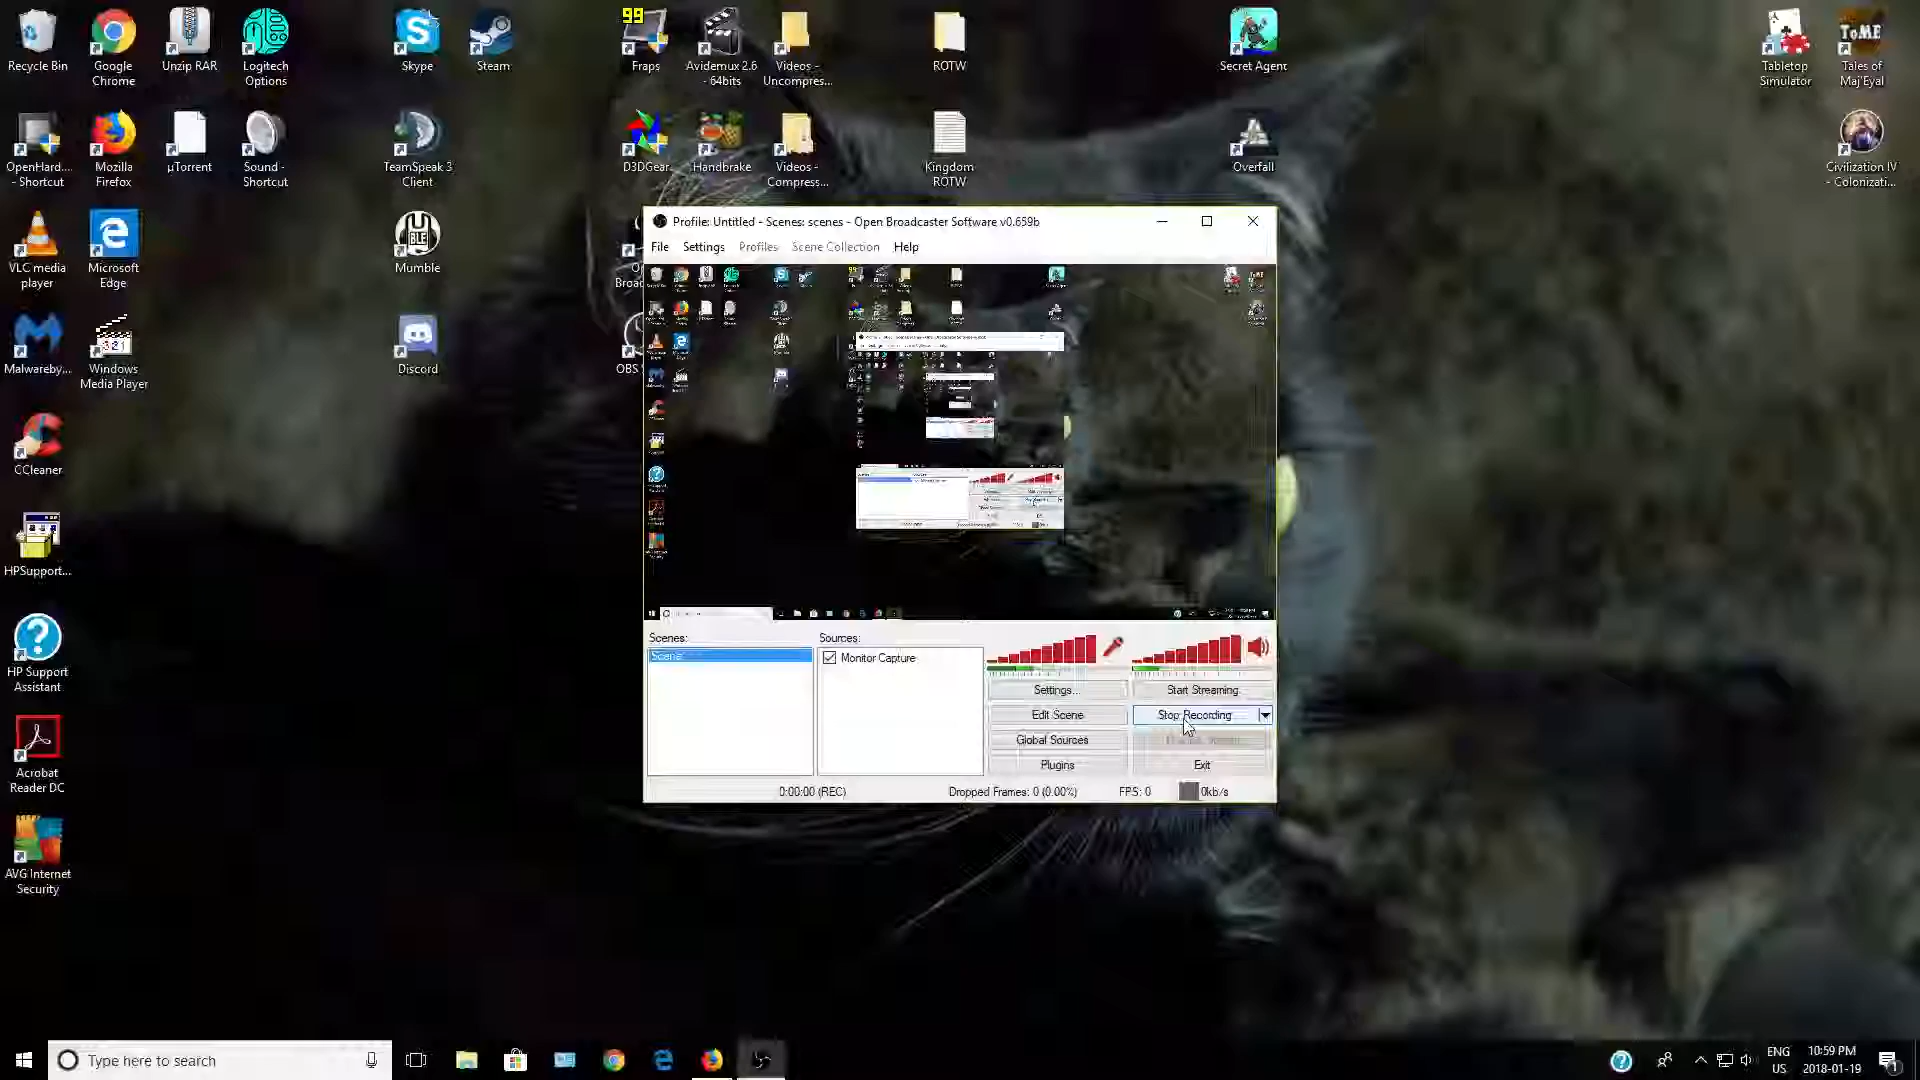 Recycle Bin
Google
Chrome
Unzip RAR
Logitech
Options
Skype
Steam
99
Fraps
Avidemux 2.6
- 64bits
Videos -
Uncompres...
ROTW
Secret Agent
Tabletop
Simulator
ToME
Tales of
Maj'Eyal
OpenHard...
- Shortcut
Mozilla
Firefox
µTorrent
Sound -
Shortcut
TeamSpeak 3
Client
D3DGear
Handbrake
Videos -
Compress...
Kingdom
ROTW
Overfall
Civilization IV
- Colonizati...
VLC media
player
Microsoft
Edge
Mumble
Malwareby...
Windows
Media Player
Discord
OBS
CCleaner
HPSupport...
HP Support
Assistant
Acrobat
Reader DC
AVG Internet
Security
Profile: Untitled - Scenes: scenes - Open Broadcaster Software v0.659b
File Settings Profiles Scene Collection Help
Scenes:
Scene
Sources:
Monitor Capture
Settings...
Start Streaming
Edit Scene
Stop Recording
Global Sources
Plugins
Exit
0:00:00 (REC)
Dropped Frames: 0 (0.00%)
FPS: 0
0kb/s
Type here to search
ENG
US
10:59 PM
2018-01-19
1